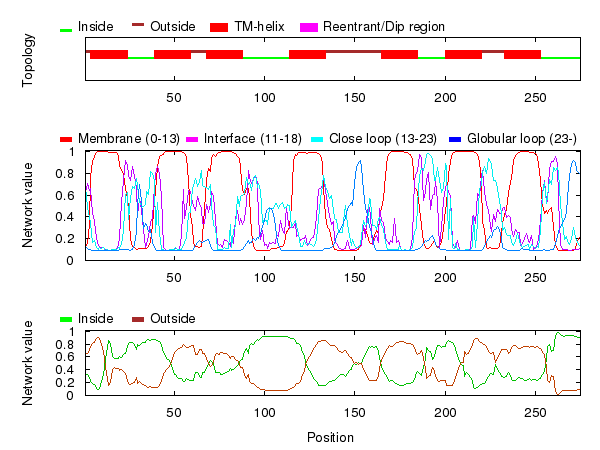 Inside Outside TM-helix Reentrant/Dip region
Topology
50 100 150 200 250
Membrane (0-13) Interface (11-18) Close loop (13-23) Globular loop (23-)
Network value
1
0.8
0.6
0.4
0.2
0
50 100 150 200 250
Inside Outside
Network value
1
0.8
0.6
0.4
0.2
0
50 100 150 200 250
Position